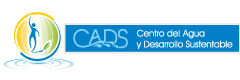 CADS
Centro del Agua
y Desarrollo Sustentable